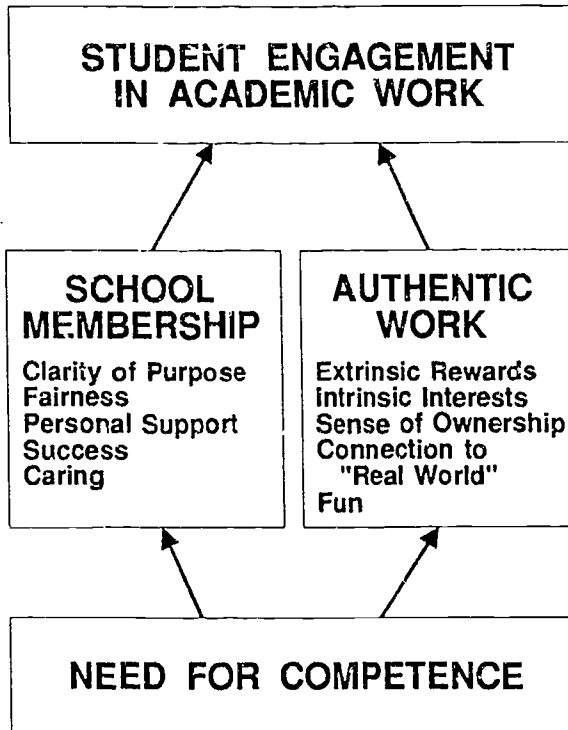 STUDENT ENGAGEMENT
IN ACADEMIC WORK
SCHOOL
MEMBERSHIP
Clarity of Purpose
Fairness
Personal Support
Success
Caring
AUTHENTIC
WORK
Extrinsic Rewards
Intrinsic Interests
Sense of Ownership
Connection to
"Real World"
Fun
NEED FOR COMPETENCE